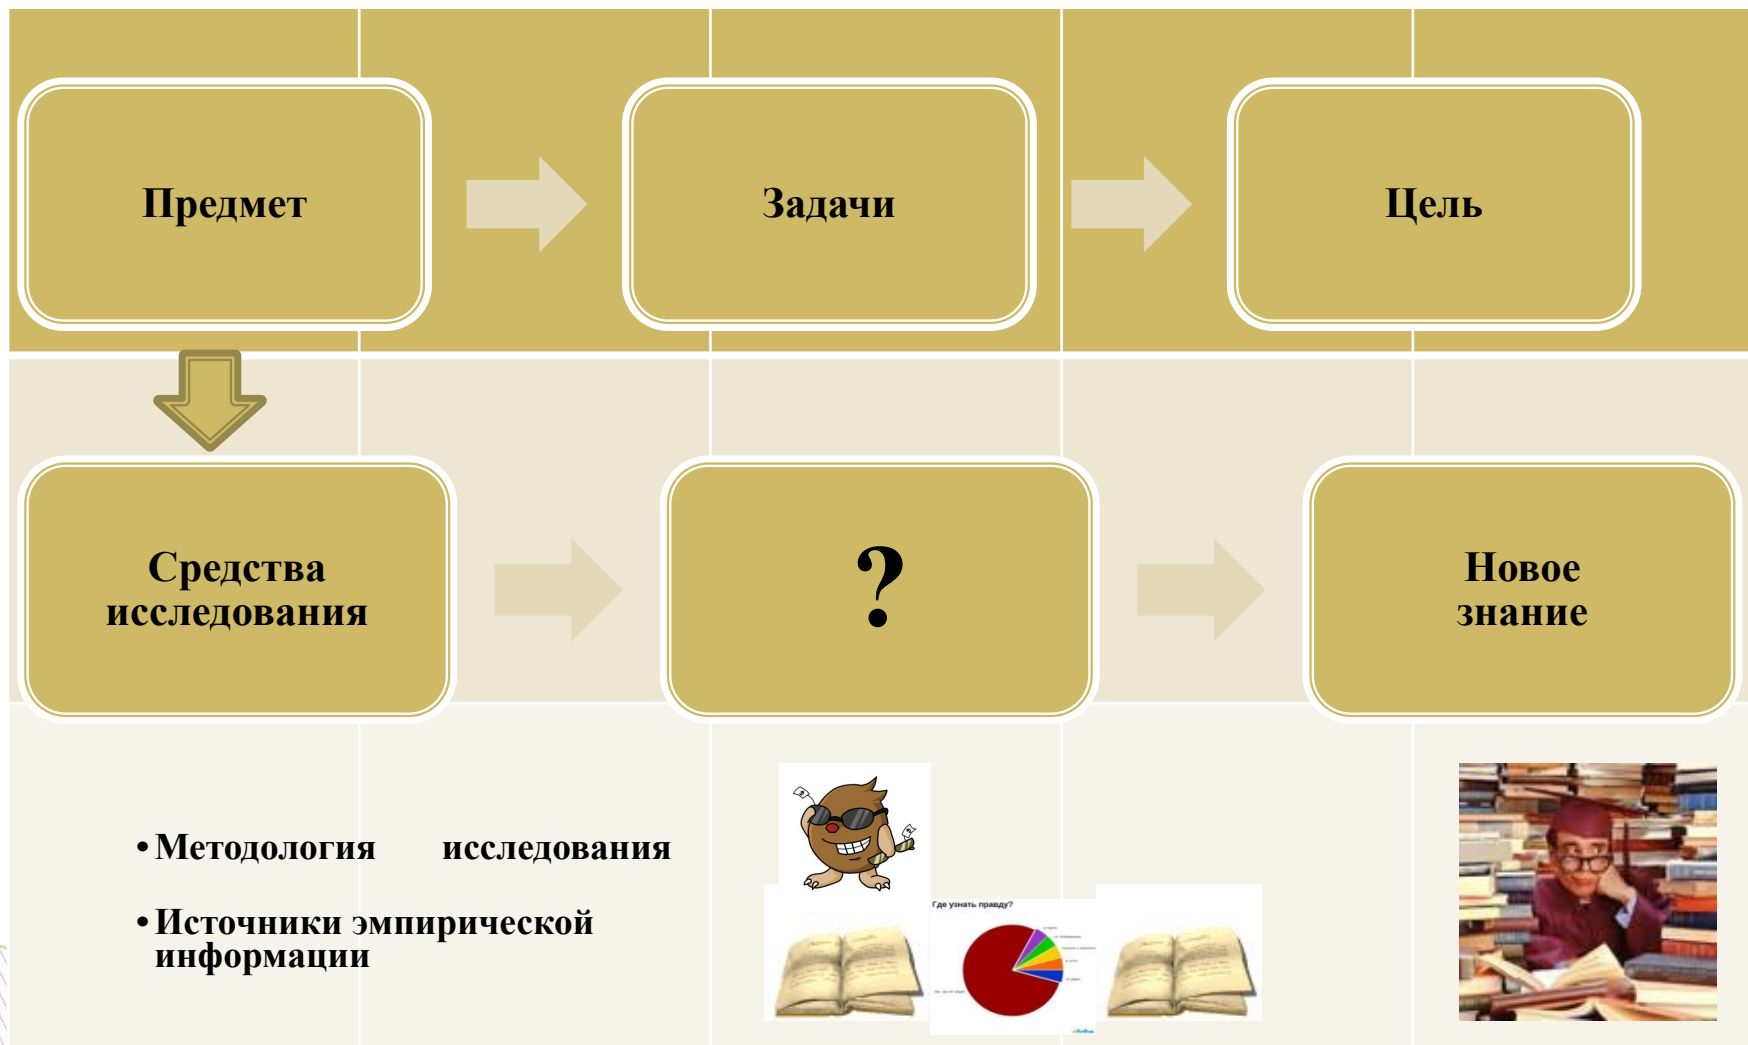 Предмет
Задачи
Цель
Средства
исследования
?
Новое
знание
• Методология исследования
• Источники эмпирической
информации
Где узнать правду?